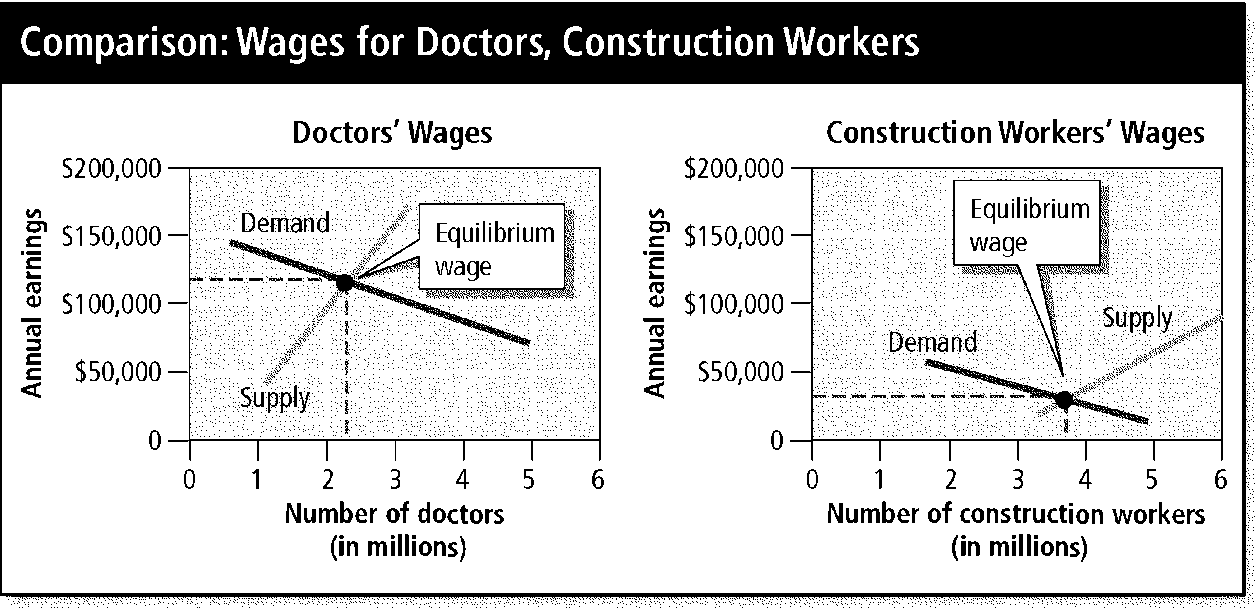 Comparison: Wages for Doctors, Construction Workers
Doctors' Wages
$200,000
$150,000
$100,000
$50,000
0
Annual earnings
Demand
Supply
Equilibrium
wage
0 1 2 3 4 5 6
Number of doctors
(in millions)
Construction Workers' Wages
$200,000
$150,000
$100,000
$50,000
0
Annual earnings
Equilibrium
wage
Demand
Supply
0 1 2 3 4 5 6
Number of construction workers
(in millions)